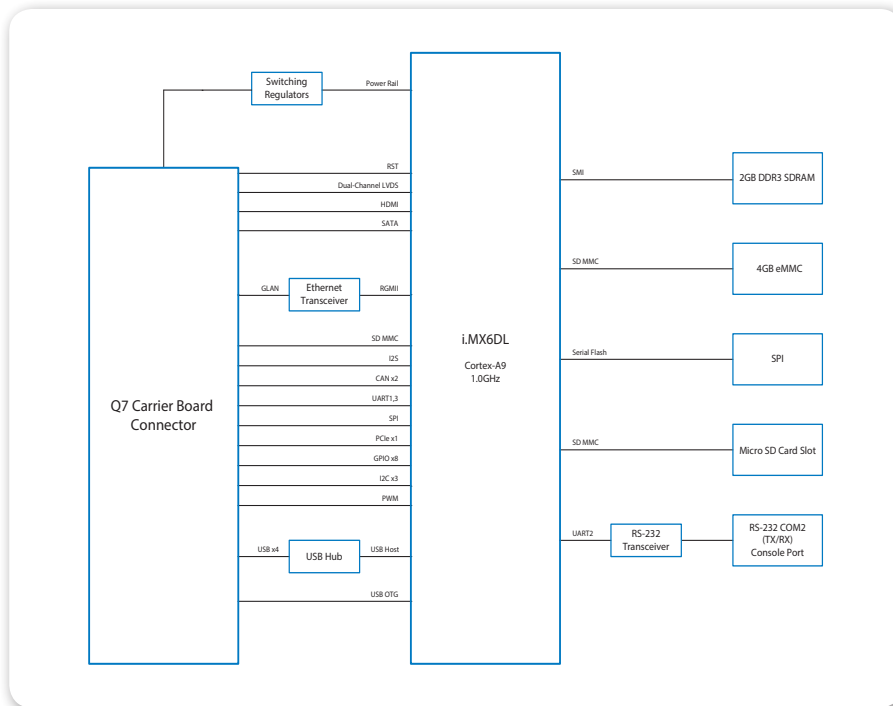 Switching
Regulators
Power Rail
RST
Dual-Channel LVDS
HDMI
SATA
GLAN
Ethernet
Transceiver
RGMII
SD MMC
I2S
CAN x2
UART1,3
SPI
PCIe x1
GPIO x8
I2C x3
PWM
USB x4
USB Hub
USB Host
USB OTG
Q7 Carrier Board
Connector
i.MX6DL
Cortex-A9
1.0GHz
SMI
2GB DDR3 SDRAM
SD MMC
4GB eMMC
Serial Flash
SPI
SD MMC
Micro SD Card Slot
UART2
RS-232
Transceiver
RS-232 COM2
(TX/RX)
Console Port